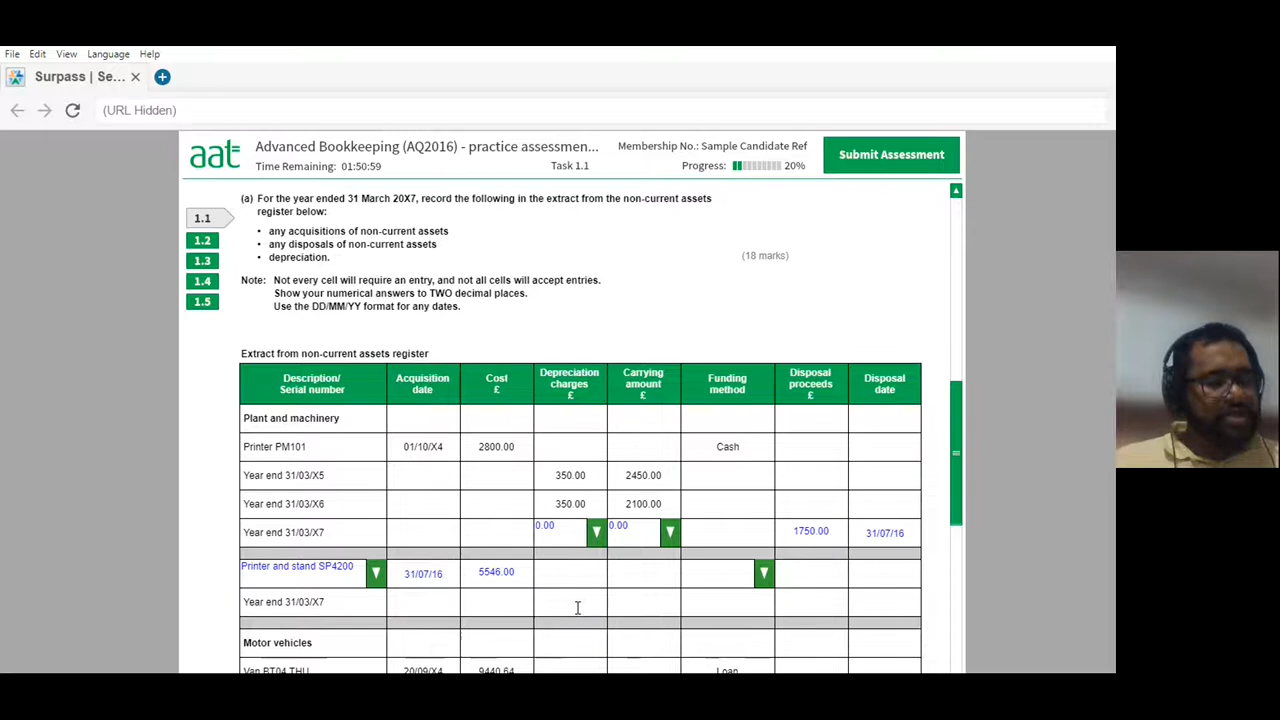 File Edit View Language Help
Surpass | Se...
(URL Hidden)
aat
Advanced Bookkeeping (AQ2016) - practice assessmen...
Membership No.: Sample Candidate Ref
Submit Assessment
Time Remaining: 01:50:59
Task 1.1
Progress: 20%
(a) For the year ended 31 March 20X7, record the following in the extract from the non-current assets
register below:
1.1
1.2
1.3
1.4
1.5
• any acquisitions of non-current assets
• any disposals of non-current assets
• depreciation.
(18 marks)
Note: Not every cell will require an entry, and not all cells will accept entries.
Show your numerical answers to TWO decimal places.
Use the DD/MM/YY format for any dates.
Extract from non-current assets register
Description/ Serial number Acquisition date Cost £ Depreciation charges £ Carrying amount £ Funding method Disposal proceeds £ Disposal date
Plant and machinery
Printer PM101 01/10/X4 2800.00 Cash
Year end 31/03/X5 350.00 2450.00
Year end 31/03/X6 350.00 2100.00
Year end 31/03/X7 0.00 0.00 1750.00 31/07/16
Printer and stand SP4200 31/07/16 5546.00
Year end 31/03/X7
Motor vehicles
Van BT04 THU 20/09/X4 9440.64 Loan